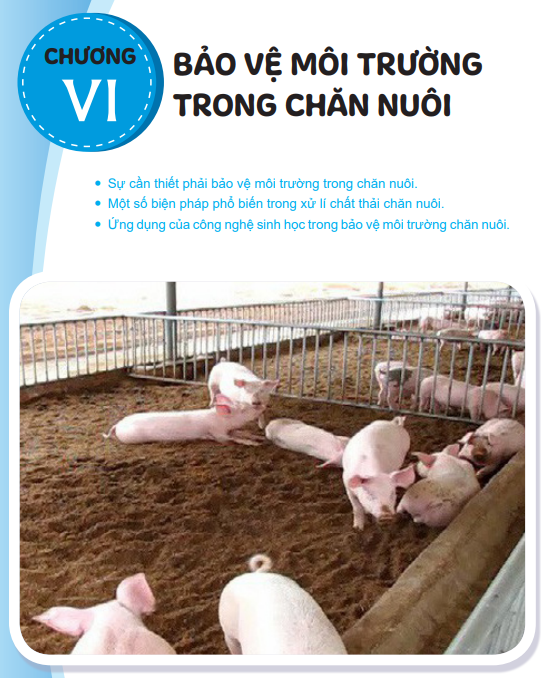 CHƯƠNG
VI
BẢO VỆ MÔI TRƯỜNG
TRONG CHĂN NUÔI
• Sự cần thiết phải bảo vệ môi trường trong chăn nuôi.
• Một số biện pháp phổ biến trong xử lí chất thải chăn nuôi.
• Ứng dụng của công nghệ sinh học trong bảo vệ môi trường chăn nuôi.